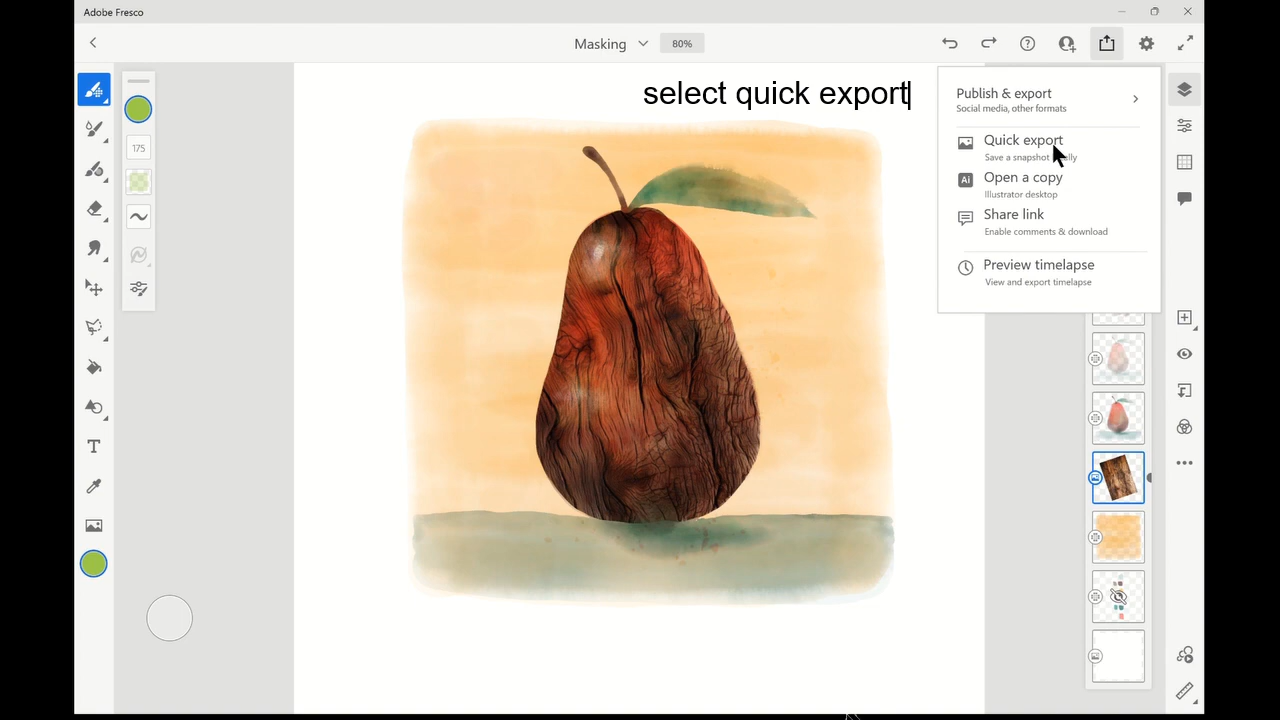 Adobe Fresco
Masking
80%
select quick export
Publish & export
Social media, other formats
175
Quick export
Save a snapshot
Ai
Open a copy
Illustrator desktop
Share link
Enable comments & download
Preview timelapse
View and export timelapse
T